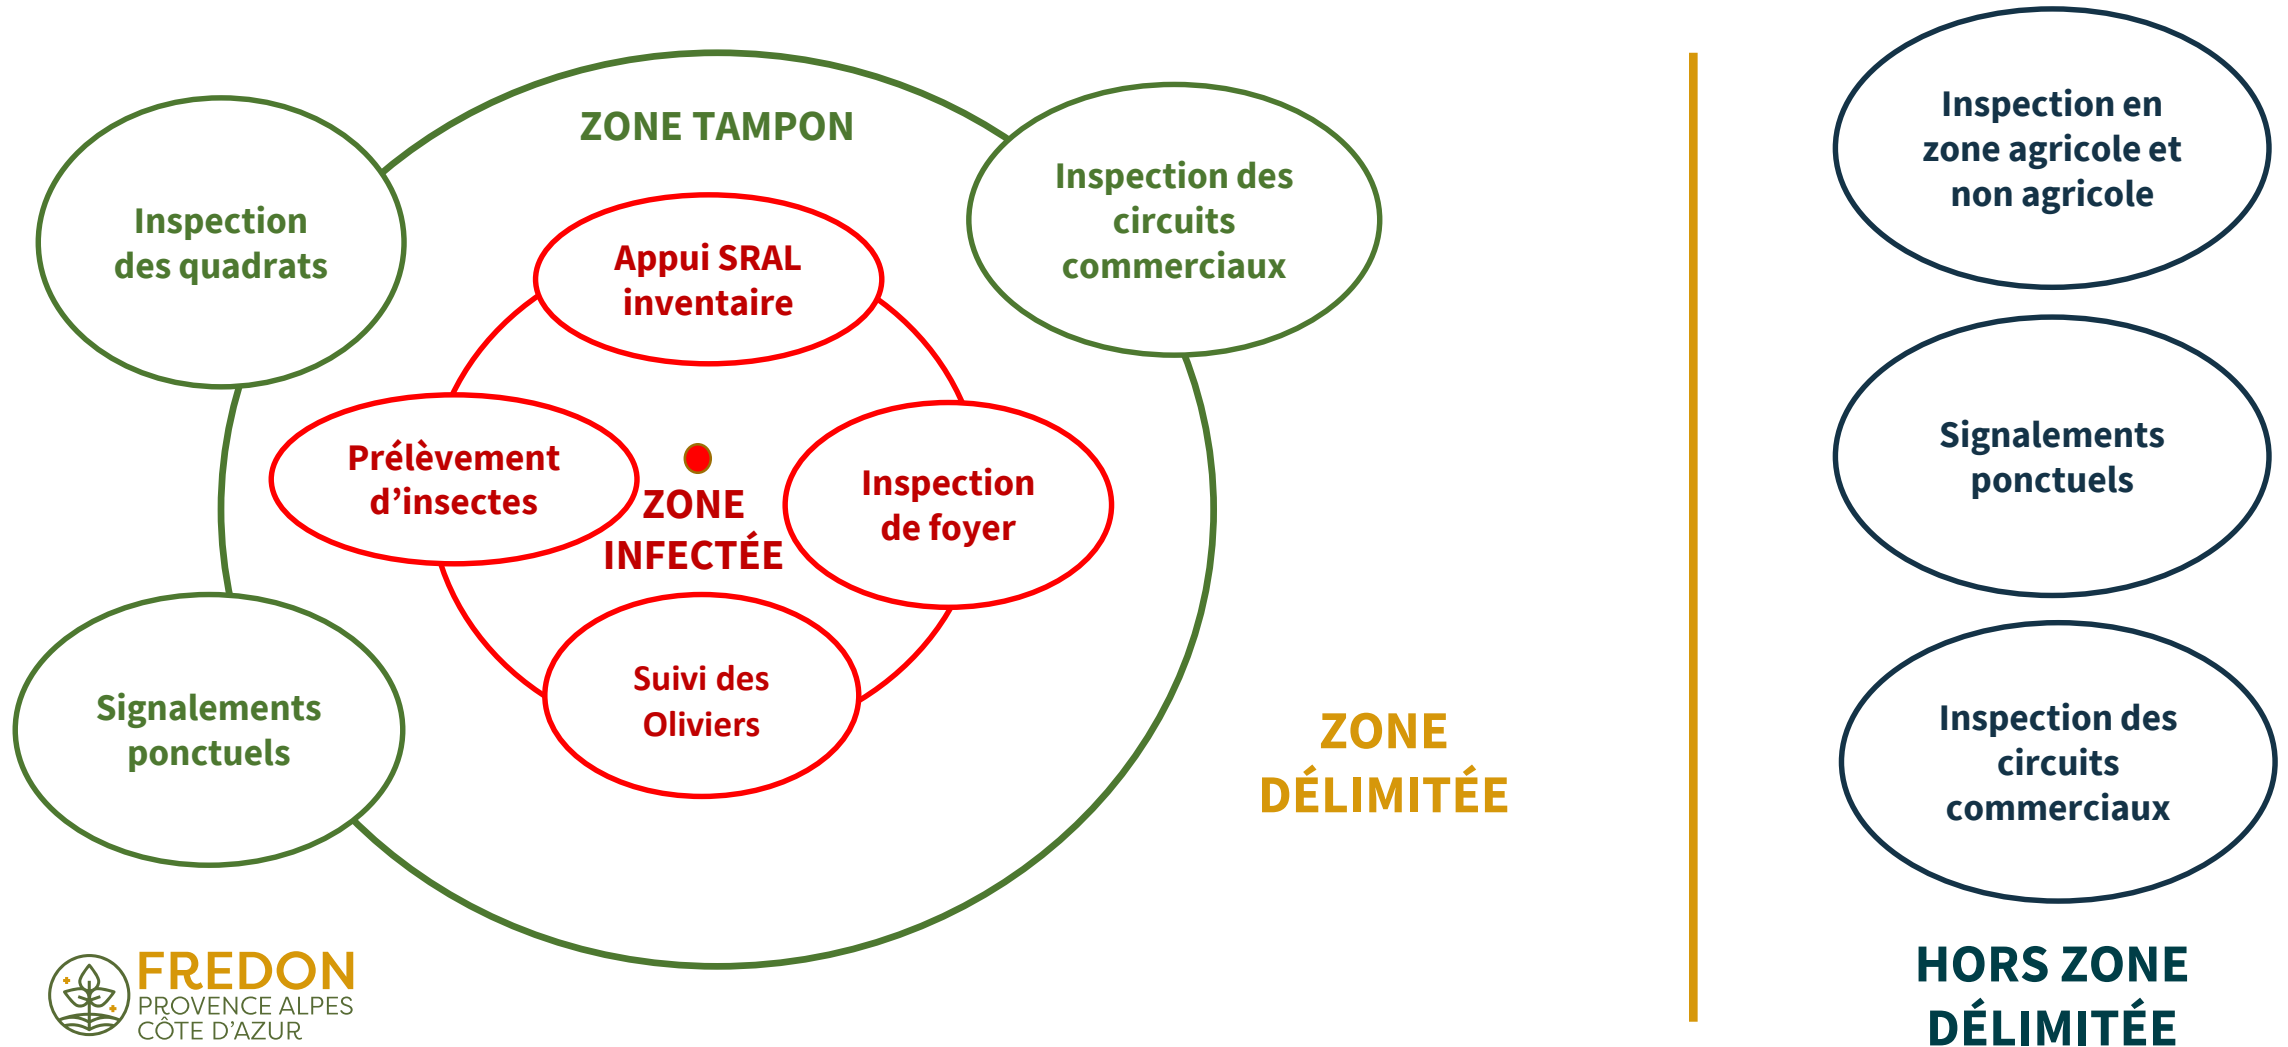 ZONE TAMPON
Inspection
des quadrats
Inspection des
circuits
commerciaux
Appui SRAL
inventaire
Prélèvement
d’insectes
ZONE
INFECTÉE
Inspection
de foyer
Suivi des
Oliviers
Signalements
ponctuels
ZONE
DÉLIMITÉE
FREDON
PROVENCE ALPES
CÔTE D'AZUR
Inspection en
zone agricole et
non agricole
Signalements
ponctuels
Inspection des
circuits
commerciaux
HORS ZONE
DÉLIMITÉE